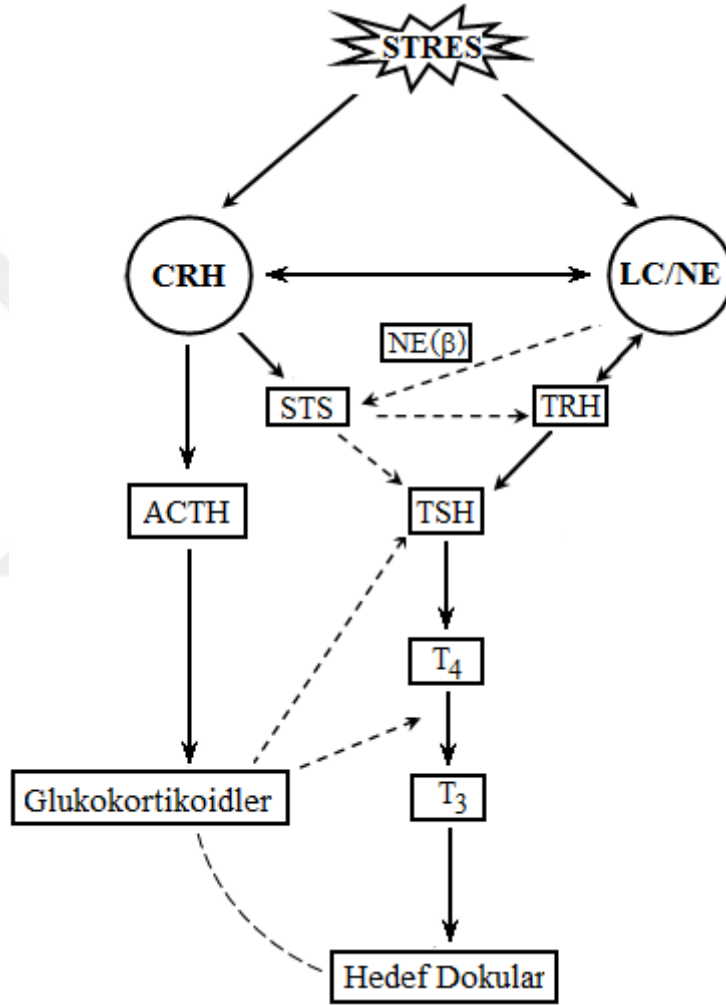 STRES
CRH
LC/NE
NE(β)
STS
TRH
ACTH
TSH
T4
Glukokortikoidler
T3
Hedef Dokular